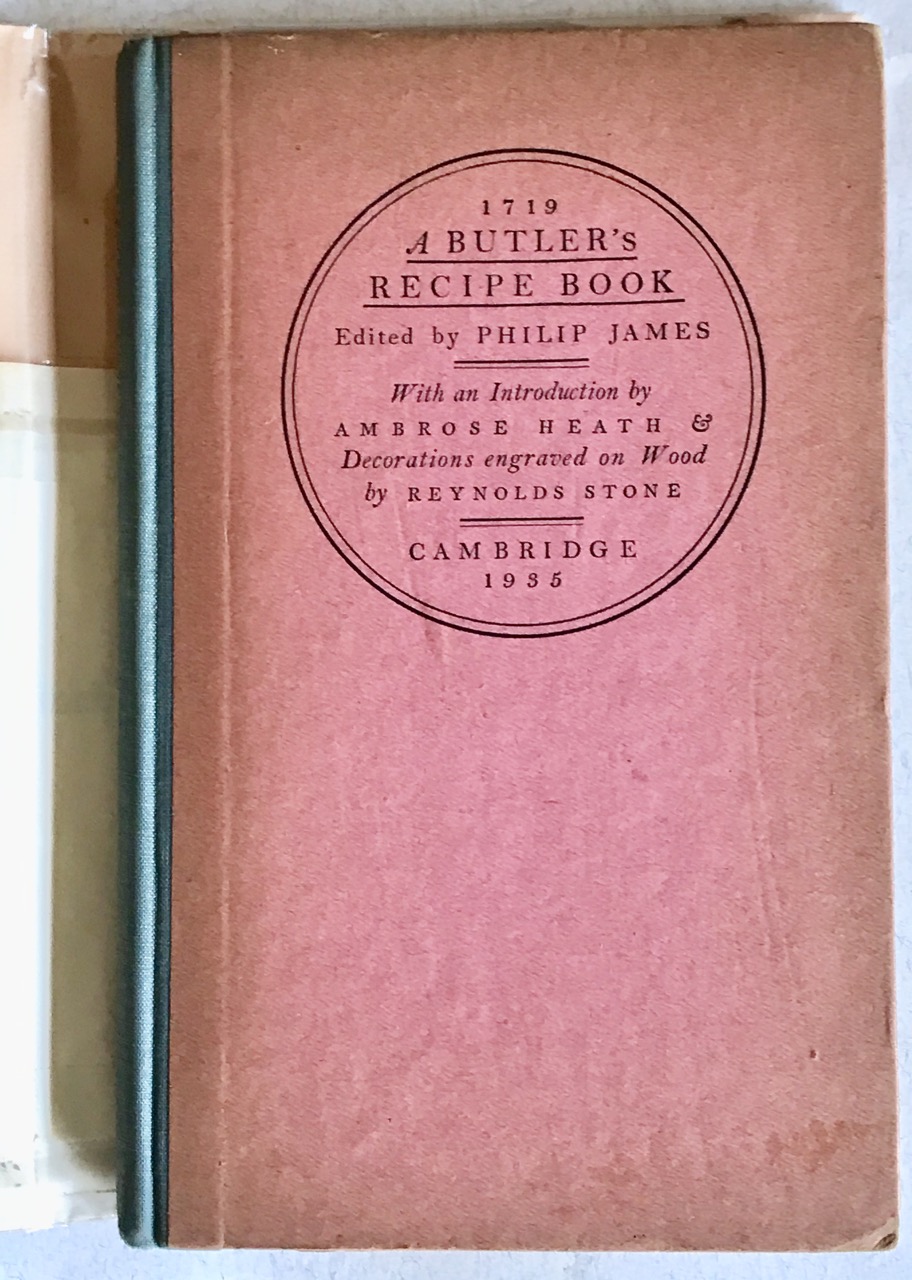 1719
A BUTLER'S
RECIPE BOOK
Edited by PHILIP JAMES
With an Introduction by
AMBROSE HEATH &
Decorations engraved on Wood
by REYNOLDS STONE
CAMBRIDGE
1935